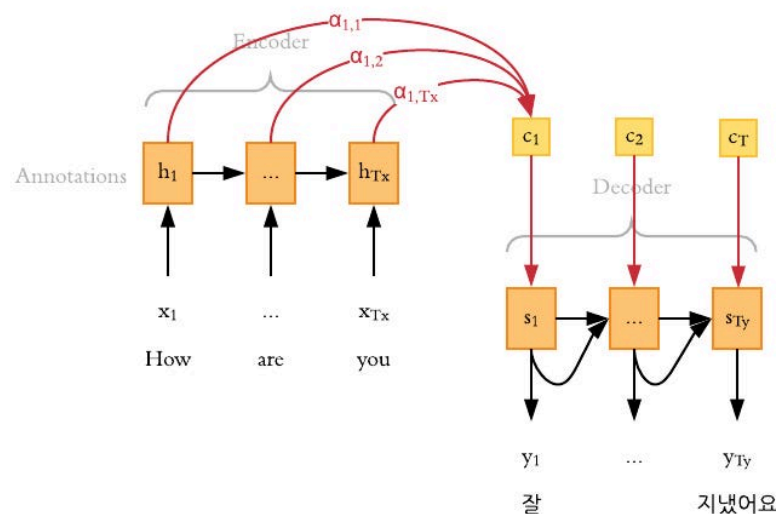 α1,1
Encoder
α1,2
α1,Tx
c1 c2 cT
Annotations h1 ... hTx
Decoder
x1 ... xTx
s1 ... sTy
How are you
y1 ... yTy
잘 지냈어요